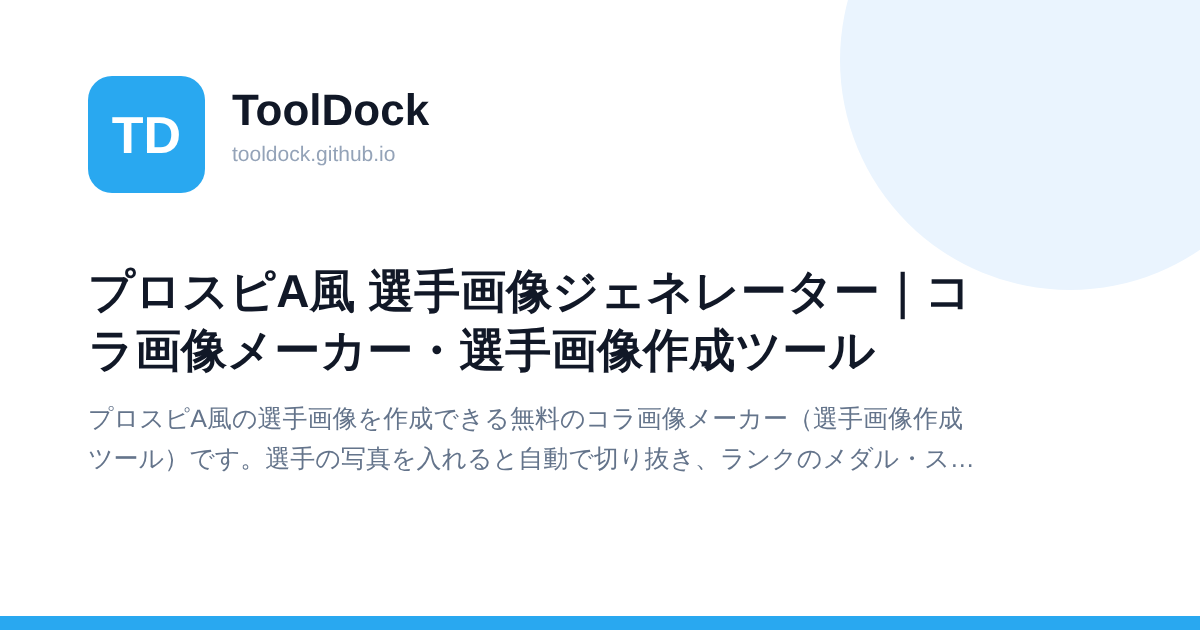 TD
ToolDock
tooldock.github.io
プロスピA風 選手画像ジェネレーター｜コ
ラ画像メーカー・選手画像作成ツール
プロスピA風の選手画像を作成できる無料のコラ画像メーカー（選手画像作成
ツール）です。選手の写真を入れると自動で切り抜き、ランクのメダル・ス…